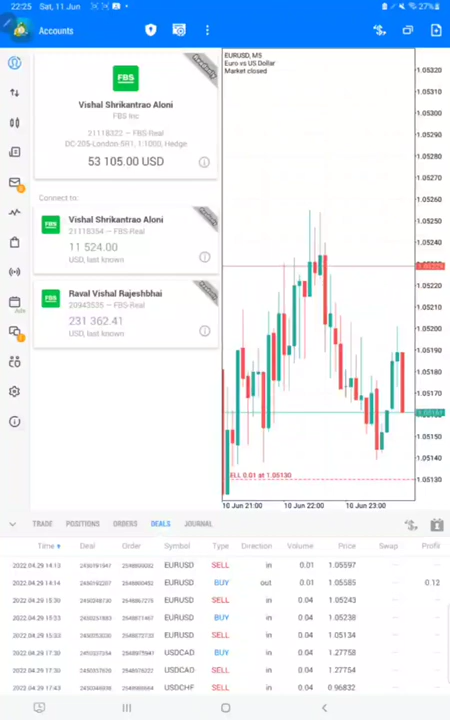 22:25 Sat, 11 Jun
27%
Accounts
FBS
Vishal Shrikantrao Aloni
FBS Inc
21118322 — FBS-Real
DC-205-London-5R1, 1:1000, Hedge
53 105.00 USD
Connect to:
FBS
Vishal Shrikantrao Aloni
21118354 — FBS-Real
11 524.00
USD, last known
FBS
Raval Vishal Rajeshbhai
20943535 — FBS-Real
231 362.41
USD, last known
Ads
EURUSD, M5
Euro vs US Dollar
Market closed
1.05320
1.05280
1.05270
1.05260
1.05250
1.05240
1.05220
1.05210
1.05200
1.05190
1.05180
1.05170
1.05150
1.05140
1.05130
SELL 0.01 at 1.05130
10 Jun 21:00 10 Jun 22:00 10 Jun 23:00
TRADE POSITIONS ORDERS DEALS JOURNAL
Time Deal Order Symbol Type Direction Volume Price Swap Profit
2022.04.29 14:13 EURUSD SELL in 0.01 1.05597
2022.04.29 14:14 EURUSD BUY out 0.01 1.05585 0.12
2022.04.29 15:30 EURUSD SELL in 0.04 1.05243
2022.04.29 15:33 EURUSD BUY in 0.04 1.05238
2022.04.29 15:33 EURUSD SELL in 0.04 1.05134
2022.04.29 17:30 USDCAD BUY in 0.04 1.27758
2022.04.29 17:30 USDCAD SELL in 0.04 1.27754
2022.04.29 17:43 USDCHF SELL in 0.04 0.96832